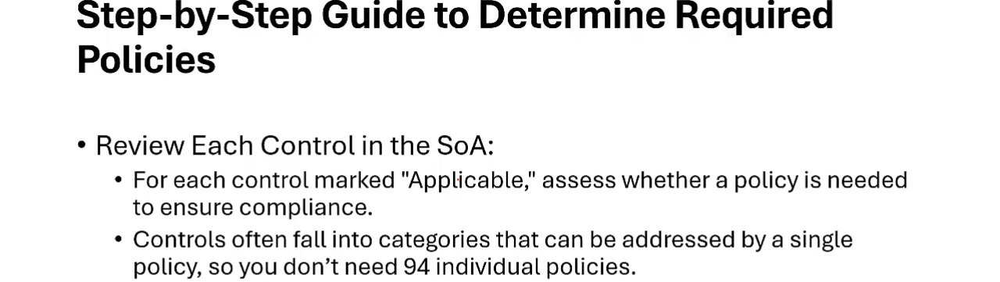 Step-by-Step Guide to Determine Required
Policies
• Review Each Control in the SoA:
• For each control marked "Applicable," assess whether a policy is needed
to ensure compliance.
• Controls often fall into categories that can be addressed by a single
policy, so you don’t need 94 individual policies.